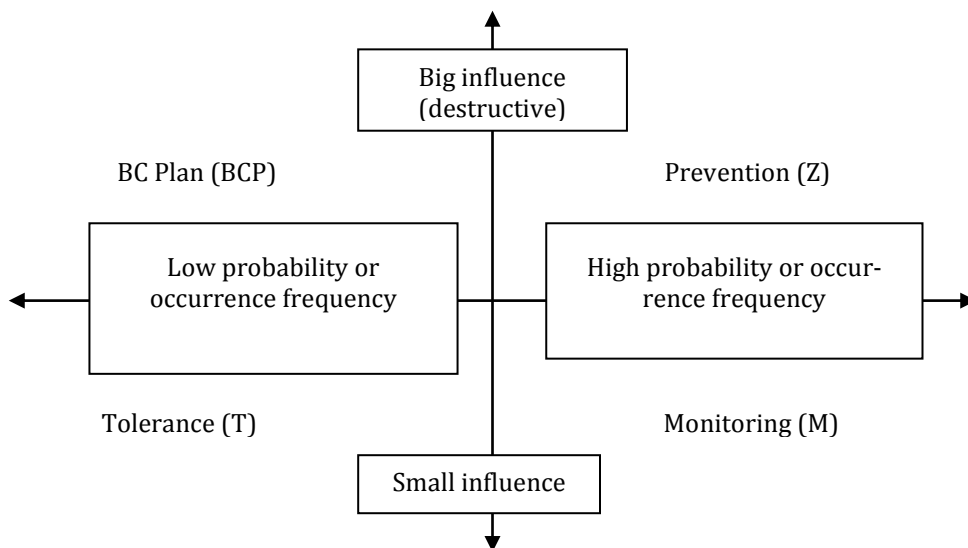 Big influence
(destructive)
BC Plan (BCP)
Prevention (Z)
Low probability or
occurrence frequency
High probability or occur-
rence frequency
Tolerance (T)
Monitoring (M)
Small influence